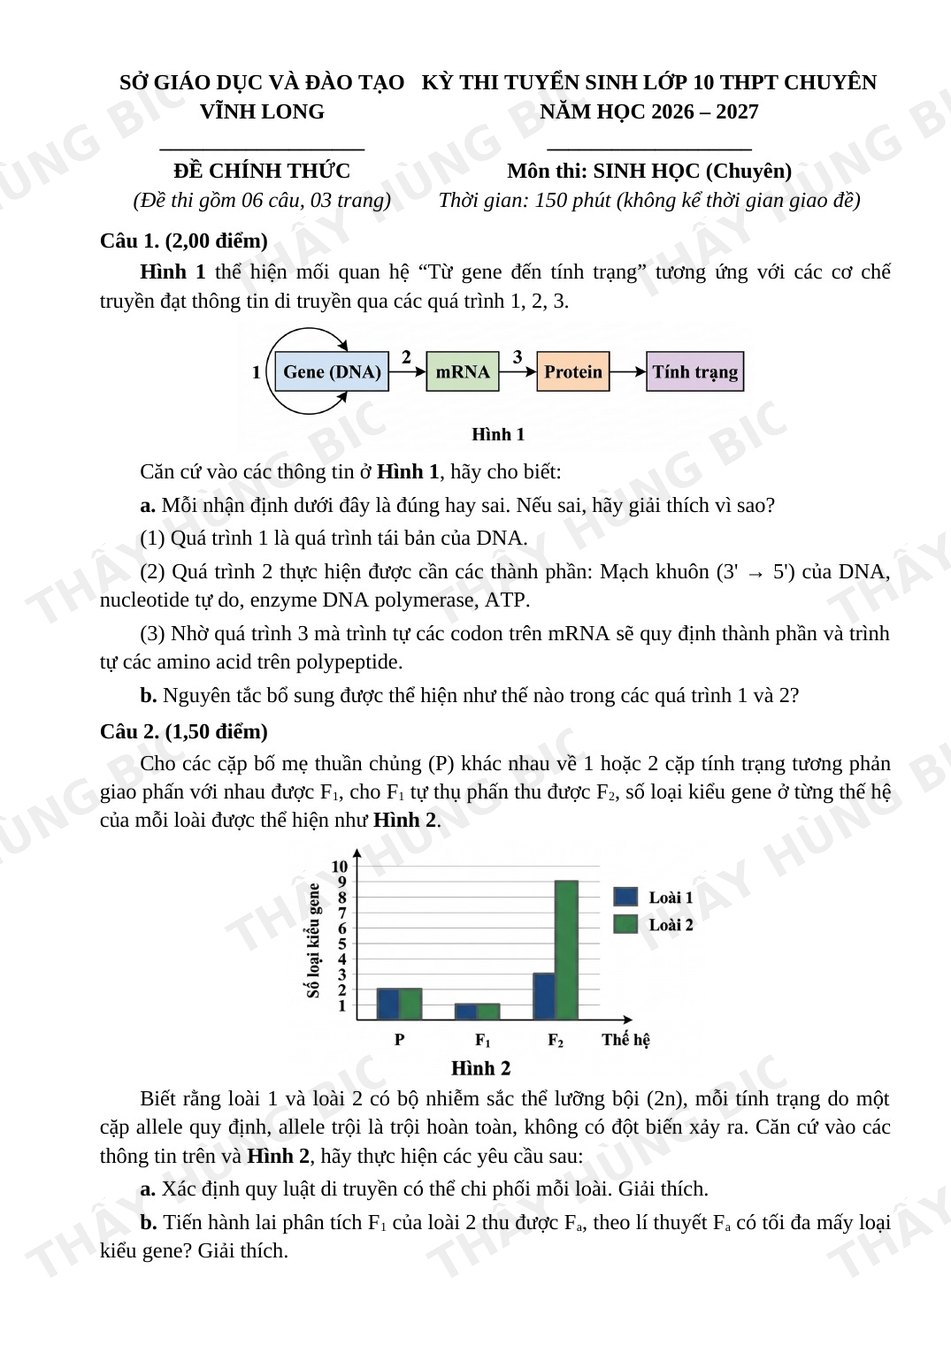 SỞ GIÁO DỤC VÀ ĐÀO TẠO KỲ THI TUYỂN SINH LỚP 10 THPT CHUYÊN
VĨNH LONG NĂM HỌC 2026 – 2027
ĐỀ CHÍNH THỨC Môn thi: SINH HỌC (Chuyên)
(Đề thi gồm 06 câu, 03 trang) Thời gian: 150 phút (không kể thời gian giao đề)
Câu 1. (2,00 điểm)
Hình 1 thể hiện mối quan hệ “Từ gene đến tính trạng” tương ứng với các cơ chế
truyền đạt thông tin di truyền qua các quá trình 1, 2, 3.
1 Gene (DNA) 2 mRNA 3 Protein Tính trạng
Hình 1
Căn cứ vào các thông tin ở Hình 1, hãy cho biết:
a. Mỗi nhận định dưới đây là đúng hay sai. Nếu sai, hãy giải thích vì sao?
(1) Quá trình 1 là quá trình tái bản của DNA.
(2) Quá trình 2 thực hiện được cần các thành phần: Mạch khuôn (3' → 5') của DNA,
nucleotide tự do, enzyme DNA polymerase, ATP.
(3) Nhờ quá trình 3 mà trình tự các codon trên mRNA sẽ quy định thành phần và trình
tự các amino acid trên polypeptide.
b. Nguyên tắc bổ sung được thể hiện như thế nào trong các quá trình 1 và 2?
Câu 2. (1,50 điểm)
Cho các cặp bố mẹ thuần chủng (P) khác nhau về 1 hoặc 2 cặp tính trạng tương phản
giao phấn với nhau được F₁, cho F₁ tự thụ phấn thu được F₂, số loại kiểu gene ở từng thế hệ
của mỗi loài được thể hiện như Hình 2.
Số loại kiểu gene
10
9
8
7
6
5
4
3
2
1
Loài 1
Loài 2
P F₁ F₂ Thế hệ
Hình 2
Biết rằng loài 1 và loài 2 có bộ nhiễm sắc thể lưỡng bội (2n), mỗi tính trạng do một
cặp allele quy định, allele trội là trội hoàn toàn, không có đột biến xảy ra. Căn cứ vào các
thông tin trên và Hình 2, hãy thực hiện các yêu cầu sau:
a. Xác định quy luật di truyền có thể chi phối mỗi loài. Giải thích.
b. Tiến hành lai phân tích F₁ của loài 2 thu được Fₐ, theo lí thuyết Fₐ có tối đa mấy loại
kiểu gene? Giải thích.
THẦY HÙNG BIC